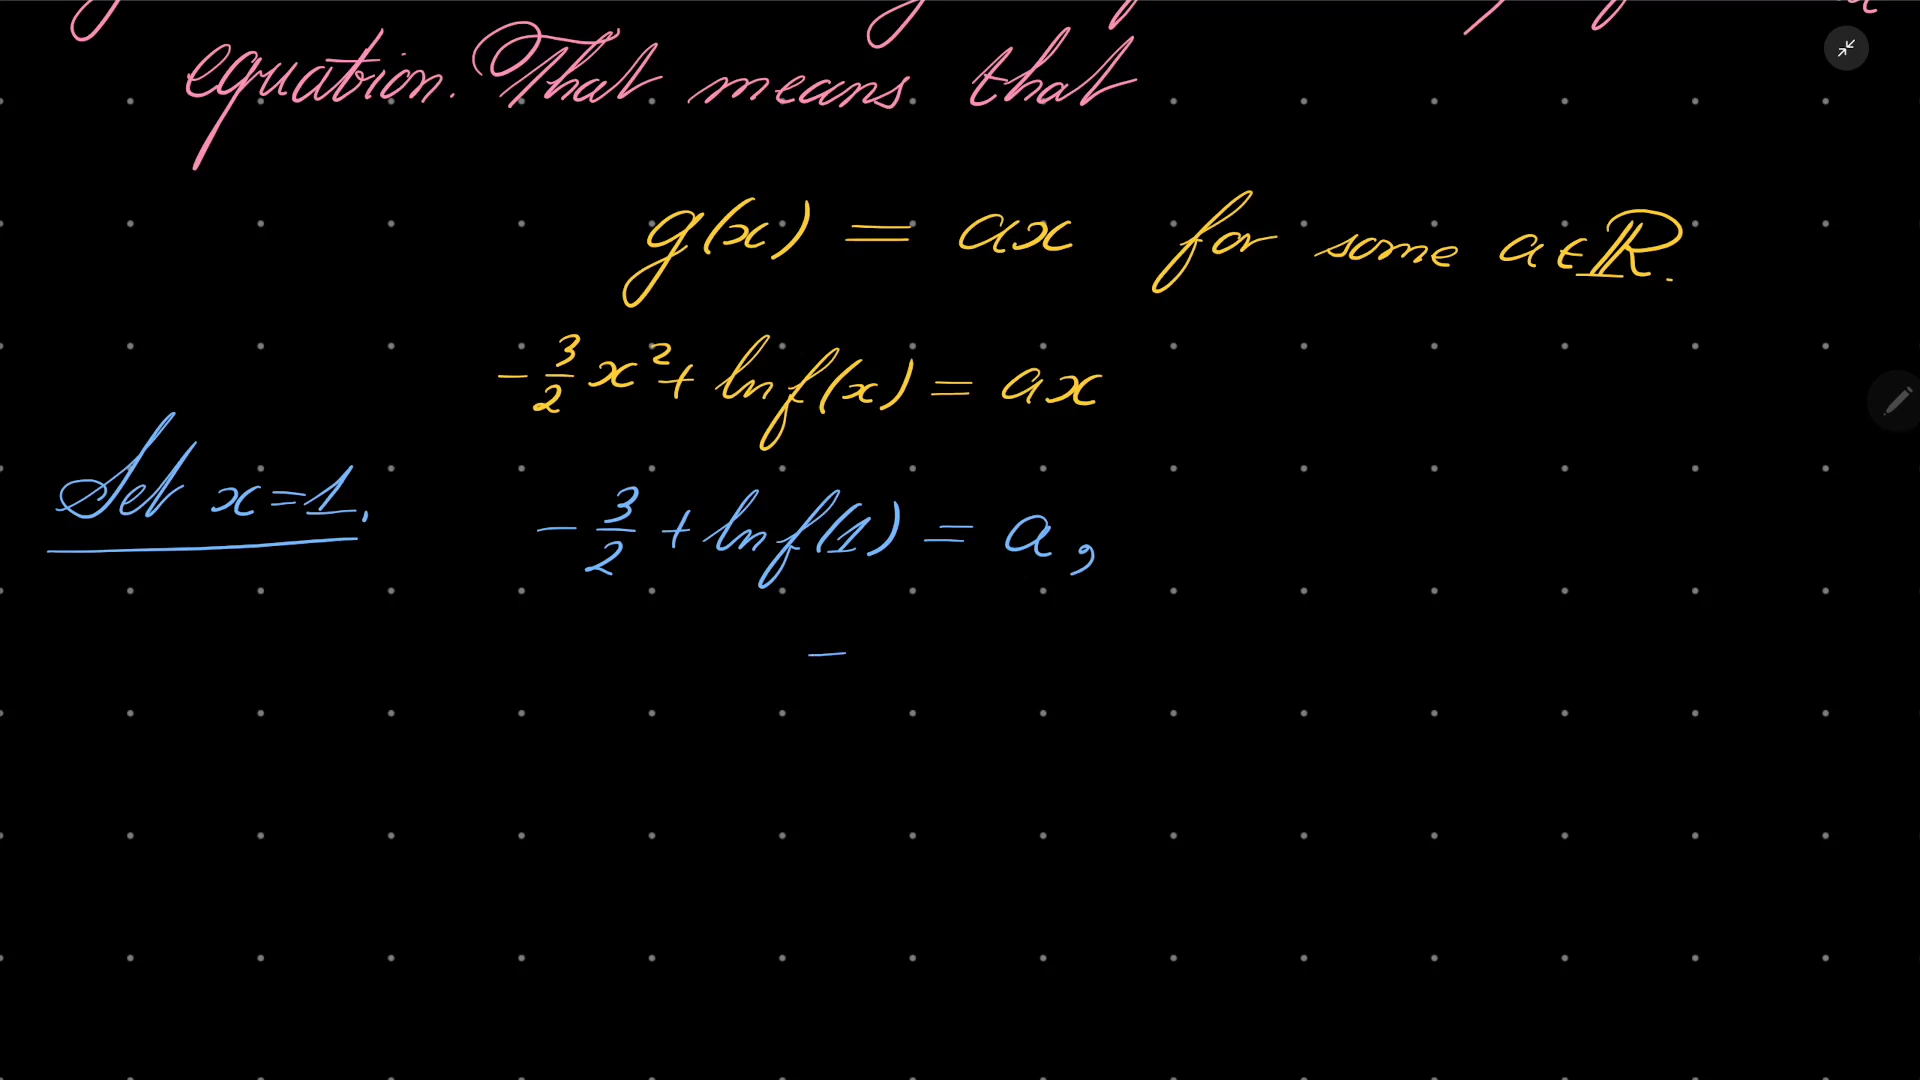 equation. That means that
g(x) = ax for some a∈ℝ.
-3/2 x² + ln f(x) = ax
Set x=1. -3/2 + ln f(1) = a,
-